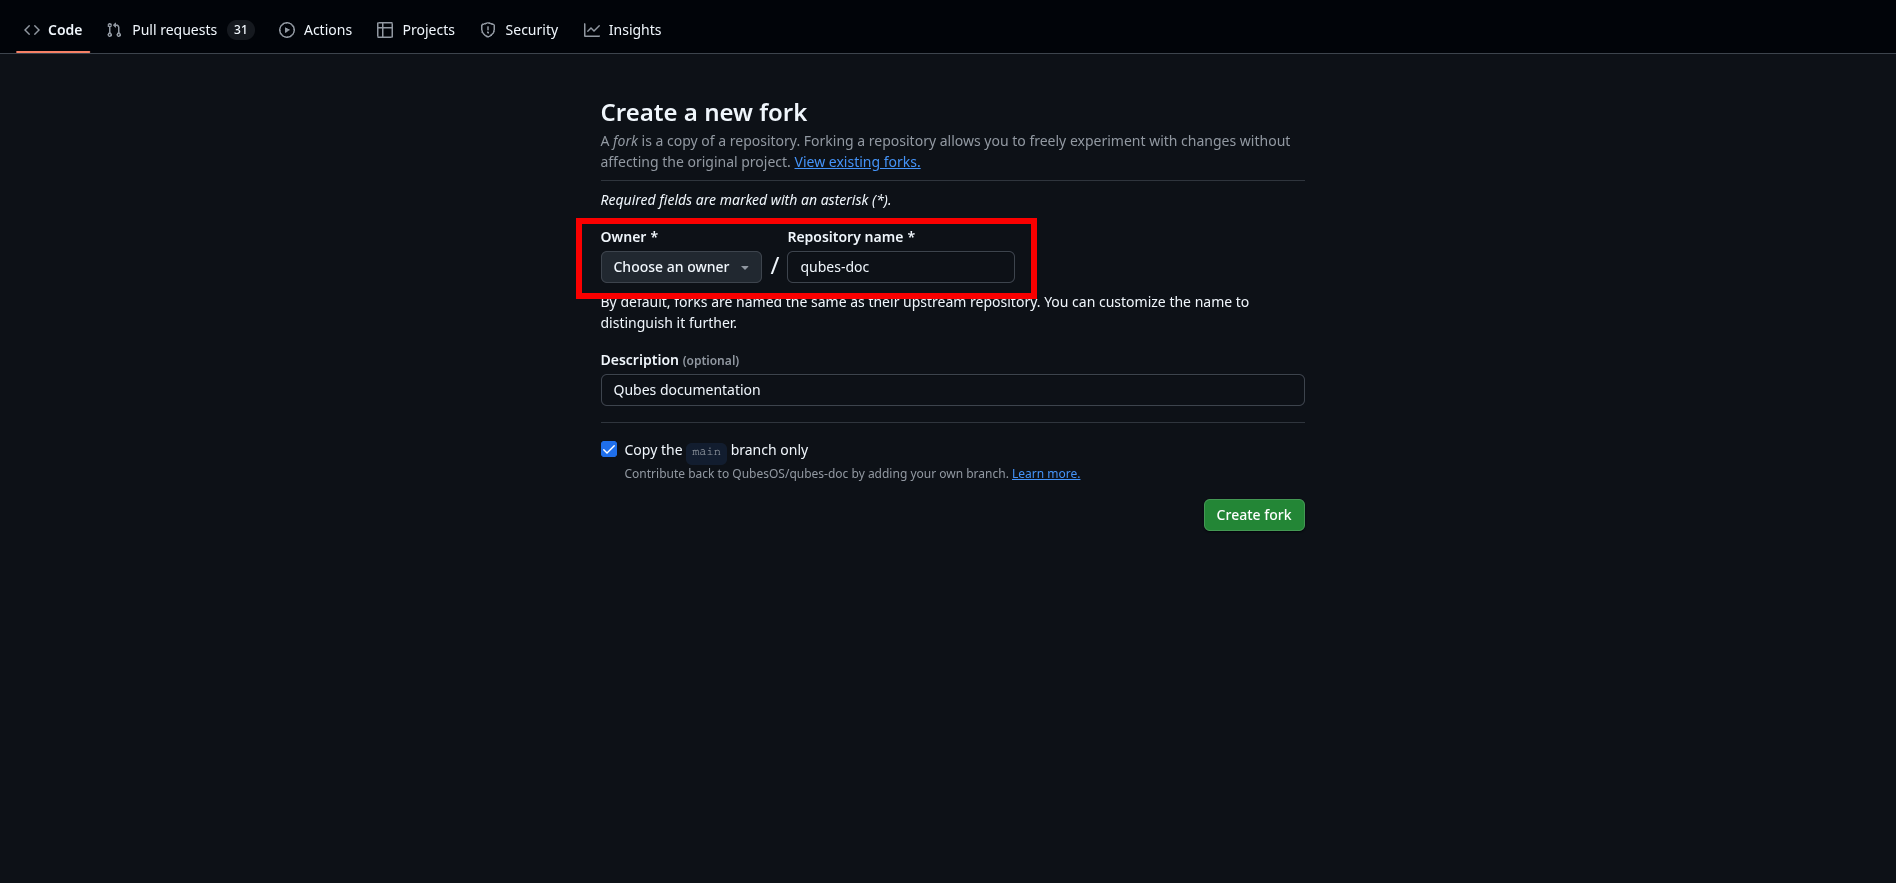 Code Pull requests 31 Actions Projects Security Insights
Create a new fork
A fork is a copy of a repository. Forking a repository allows you to freely experiment with changes without
affecting the original project. View existing forks.
Required fields are marked with an asterisk (*).
Owner * Repository name *
Choose an owner / qubes-doc
By default, forks are named the same as their upstream repository. You can customize the name to
distinguish it further.
Description (optional)
Qubes documentation
Copy the main branch only
Contribute back to QubesOS/qubes-doc by adding your own branch. Learn more.
Create fork